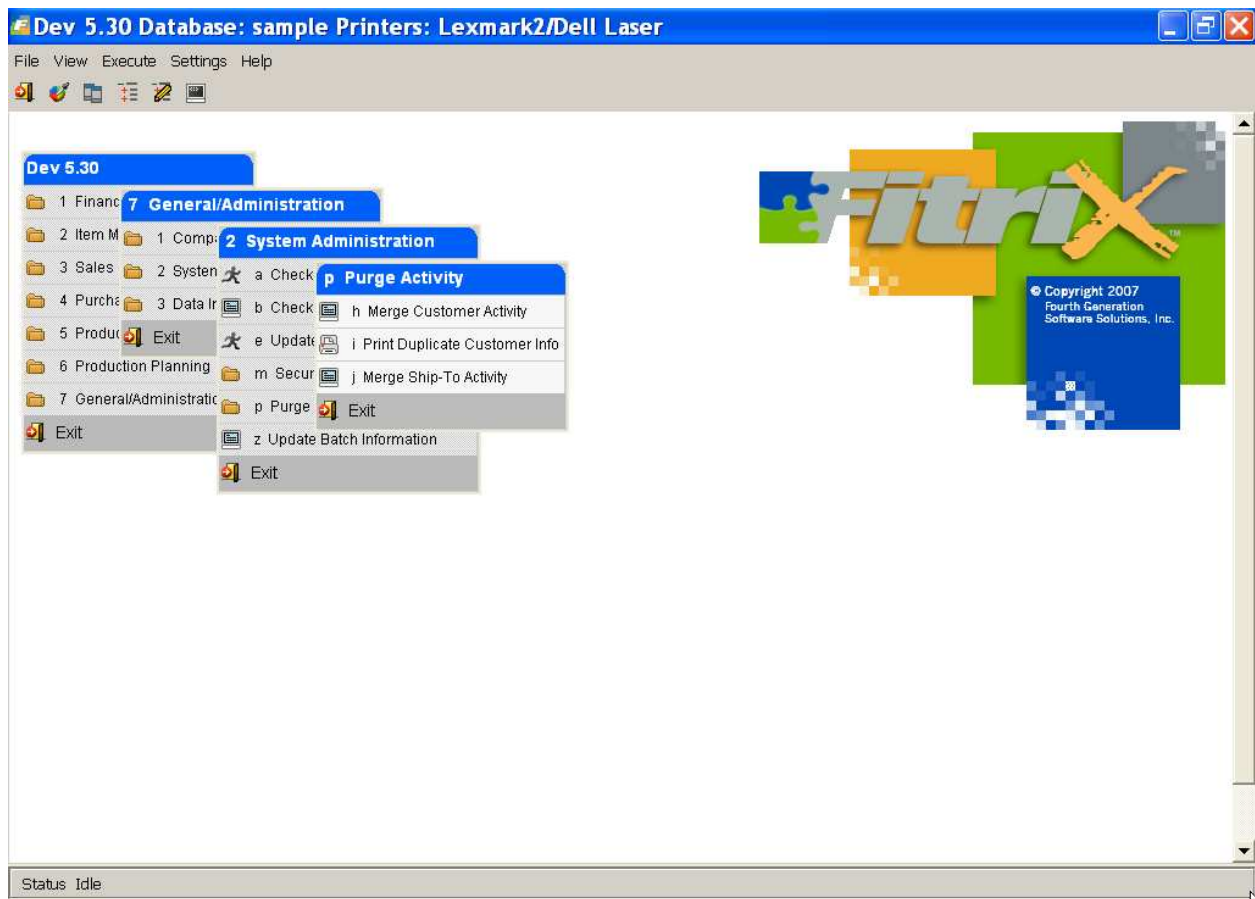 Dev 5.30 Database: sample Printers: Lexmark2/Dell Laser
File View Execute Settings Help
Dev 5.30
1 Financ
2 Item M
3 Sales
4 Purcha
5 Produc
6 Production Planning
7 General/Administratio
Exit
7 General/Administration
1 Comp
2 System
3 Data In
Exit
2 System Administration
a Check
b Check
e Update
m Secur
p Purge
z Update Batch Information
Exit
p Purge Activity
h Merge Customer Activity
i Print Duplicate Customer Info
j Merge Ship-To Activity
Exit
Fitrix
TM
© Copyright 2007
Fourth Generation
Software Solutions, Inc.
Status Idle